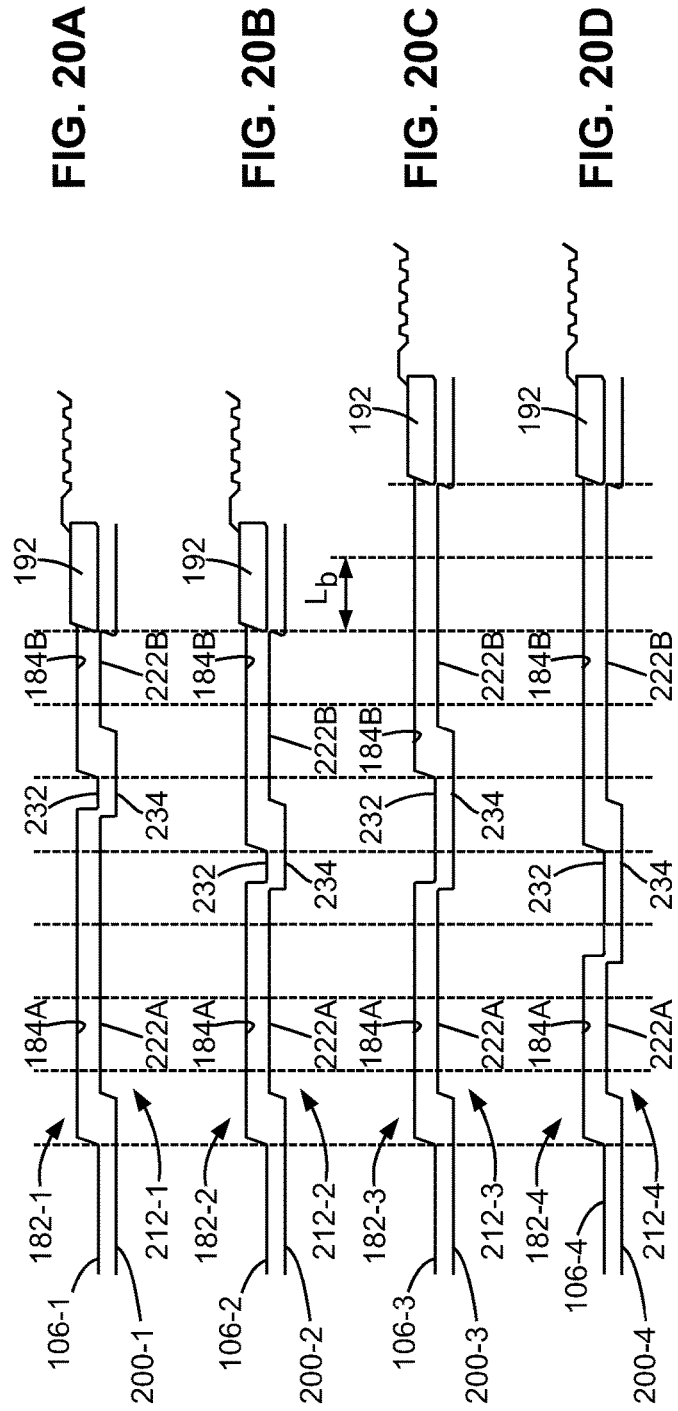 FIG. 20A
192
184B
222B
232
234
184A
222A
182-1
212-1
106-1
200-1
FIG. 20B
192
184B
222B
232
234
184A
222A
182-2
212-2
106-2
200-2
FIG. 20C
192
Lb
184B
222B
232
234
184A
222A
182-3
212-3
106-3
200-3
FIG. 20D
192
184B
222B
232
234
184A
222A
182-4
212-4
106-4
200-4